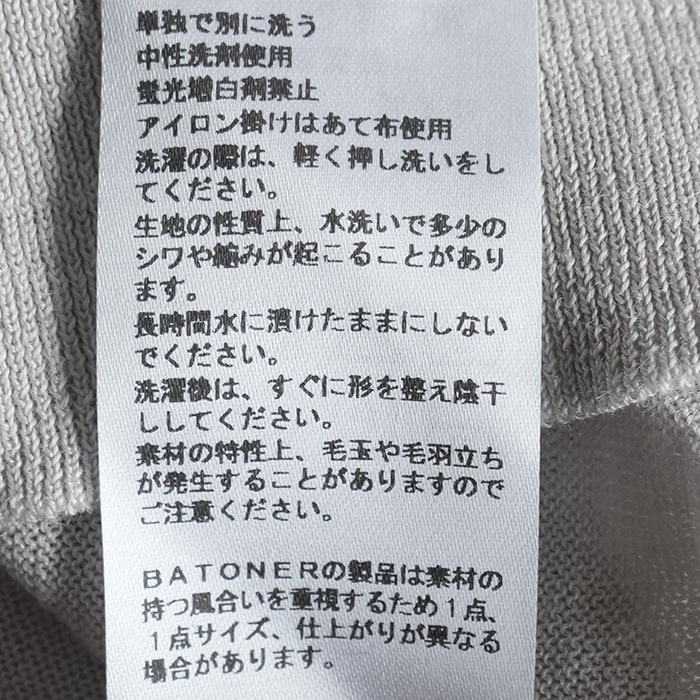 単独で別に洗う
中性洗剤使用
蛍光増白剤禁止
アイロン掛けはあて布使用
洗濯の際は、軽く押し洗いをし
てください。
生地の性質上、水洗いで多少の
シワや縮みが起こることがあり
ます。
長時間水に漬けたままにしない
でください。
洗濯後は、すぐに形を整え陰干
ししてください。
素材の特性上、毛玉や毛羽立ち
が発生することがありますので
ご注意ください。
BATONERの製品は素材の
持つ風合いを重視するため1点、
1点サイズ、仕上がりが異なる
場合があります。